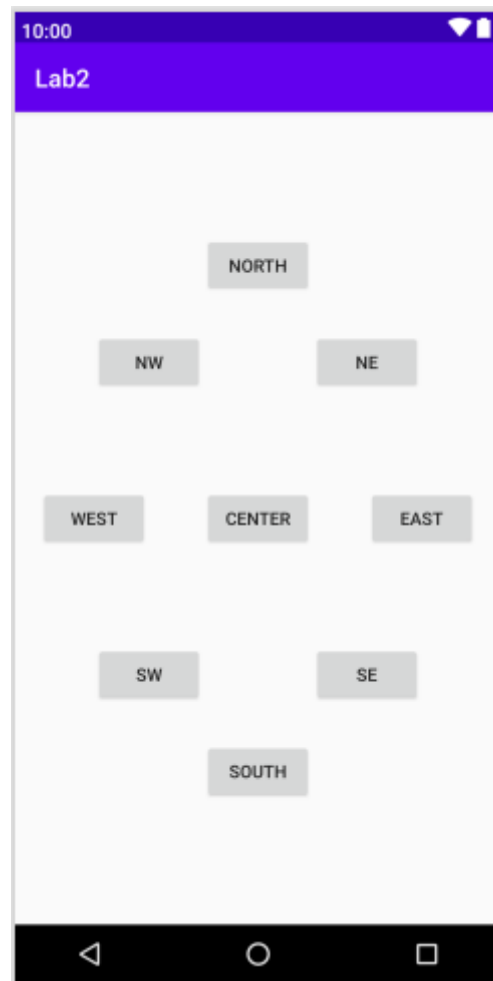 10:00
Lab2
NORTH
NW NE
WEST CENTER EAST
SW SE
SOUTH